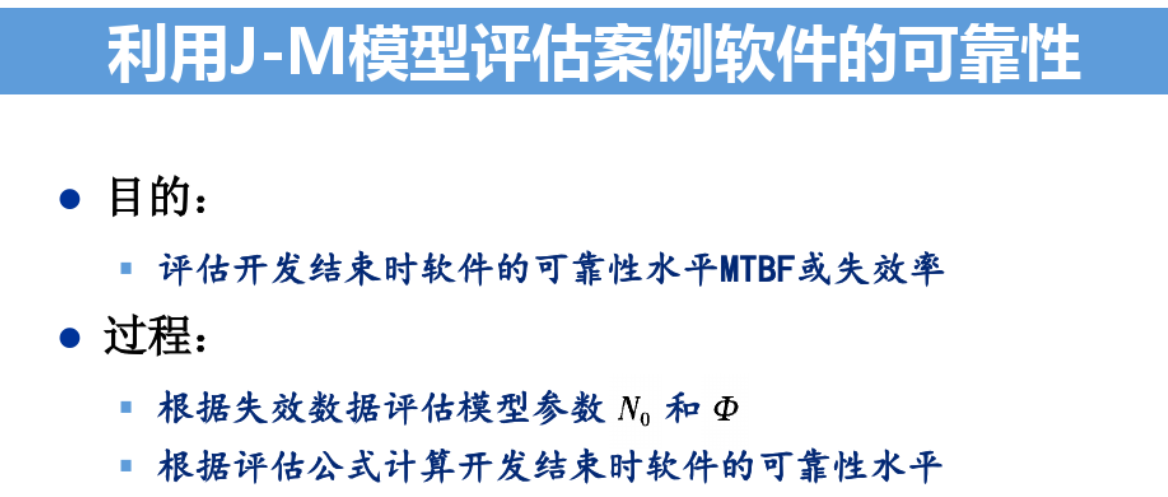 利用J-M模型评估案例软件的可靠性
目的：
评估开发结束时软件的可靠性水平MTBF或失效率
过程：
根据失效数据评估模型参数 N₀ 和 Φ
根据评估公式计算开发结束时软件的可靠性水平